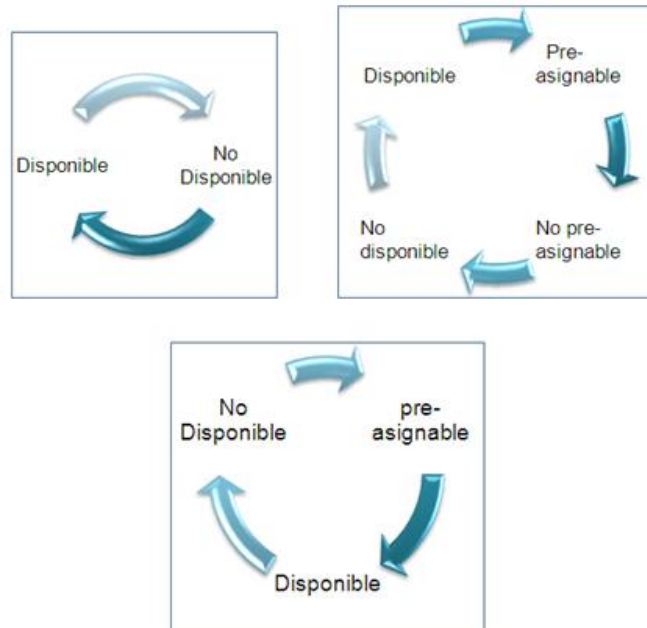 Disponible
No
Disponible
Disponible
Pre-
asignable
No
disponible
No pre-
asignable
No
Disponible
pre-
asignable
Disponible